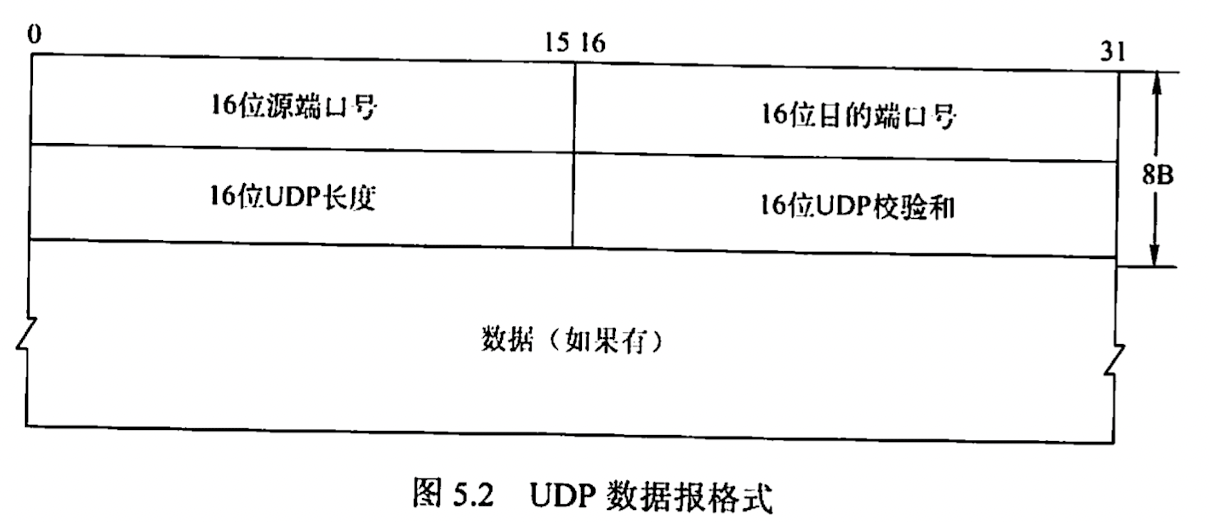 0 15 16 31
16位源端口号 16位目的端口号
16位UDP长度 16位UDP校验和
8B
数据（如果有）
图 5.2 UDP 数据报格式